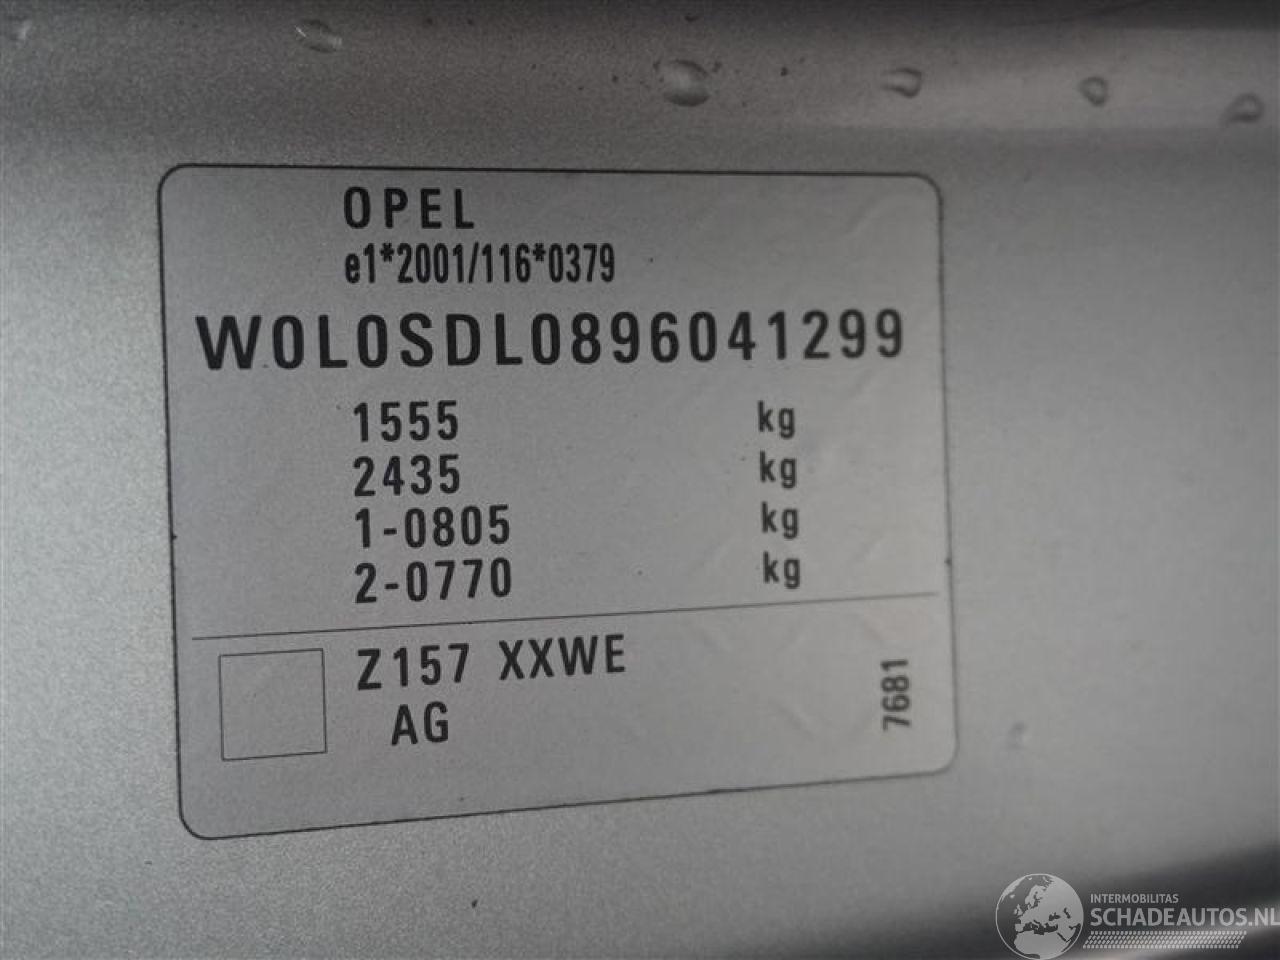 OPEL
e1*2001/116*0379
W0L0SDL0896041299
1555 kg
2435 kg
1-0805 kg
2-0770 kg
Z157 XXWE
AG
7681
INTERMOBILITAS
SCHADEAUTOS.NL